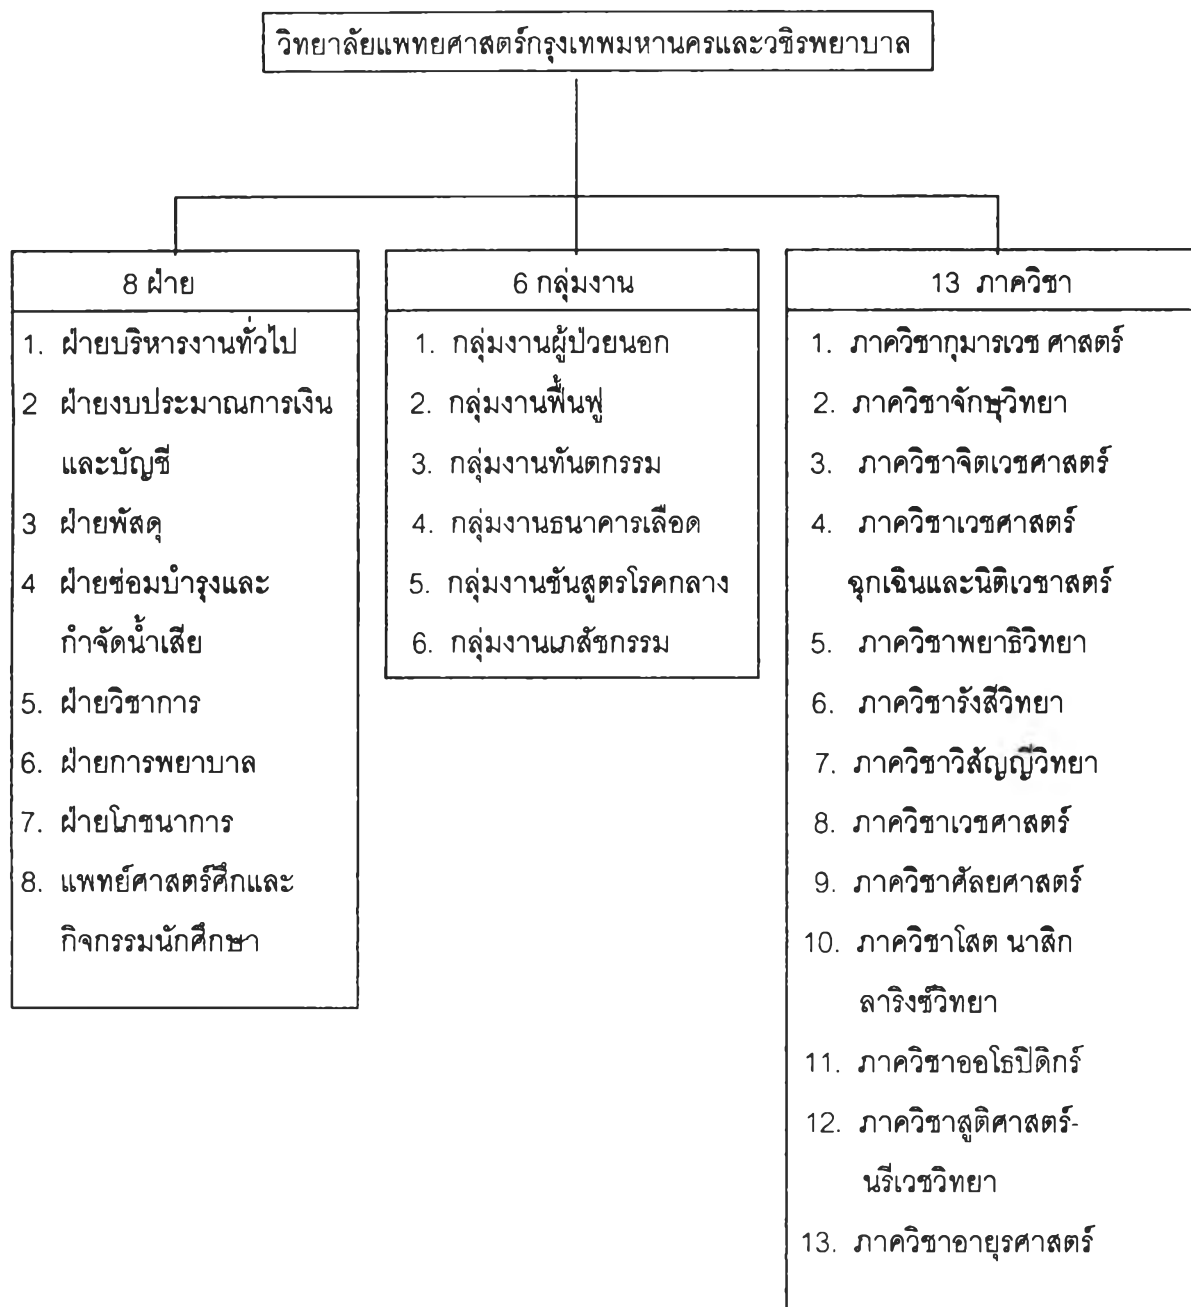 วิทยาลัยแพทยศาสตร์กรุงเทพมหานครและวชิรพยาบาล
8 ฝ่าย
1. ฝ่ายบริหารงานทั่วไป
2 ฝ่ายงบประมาณการเงิน
และบัญชี
3 ฝ่ายพัสดุ
4 ฝ่ายซ่อมบำรุงและ
กำจัดน้ำเสีย
5. ฝ่ายวิชาการ
6. ฝ่ายการพยาบาล
7. ฝ่ายโภชนาการ
8. แพทย์ศาสตร์ศึกและ
กิจกรรมนักศึกษา
6 กลุ่มงาน
1. กลุ่มงานผู้ป่วยนอก
2. กลุ่มงานฟื้นฟู
3. กลุ่มงานทันตกรรม
4. กลุ่มงานธนาคารเลือด
5. กลุ่มงานชันสูตรโรคกลาง
6. กลุ่มงานเภสัชกรรม
13 ภาควิชา
1. ภาควิชากุมารเวช ศาสตร์
2. ภาควิชาจักษุวิทยา
3. ภาควิชาจิตเวชศาสตร์
4. ภาควิชาเวชศาสตร์
ฉุกเฉินและนิติเวชาสตร์
5. ภาควิชาพยาธิวิทยา
6. ภาควิชารังสีวิทยา
7. ภาควิชาวิสัญญีวิทยา
8. ภาควิชาเวชศาสตร์
9. ภาควิชาศัลยศาสตร์
10. ภาควิชาโสต นาสิก
ลาริงซ์วิทยา
11. ภาควิชาออโธปิดิกร์
12. ภาควิชาสูติศาสตร์-
นรีเวชวิทยา
13. ภาควิชาอายุรศาสตร์